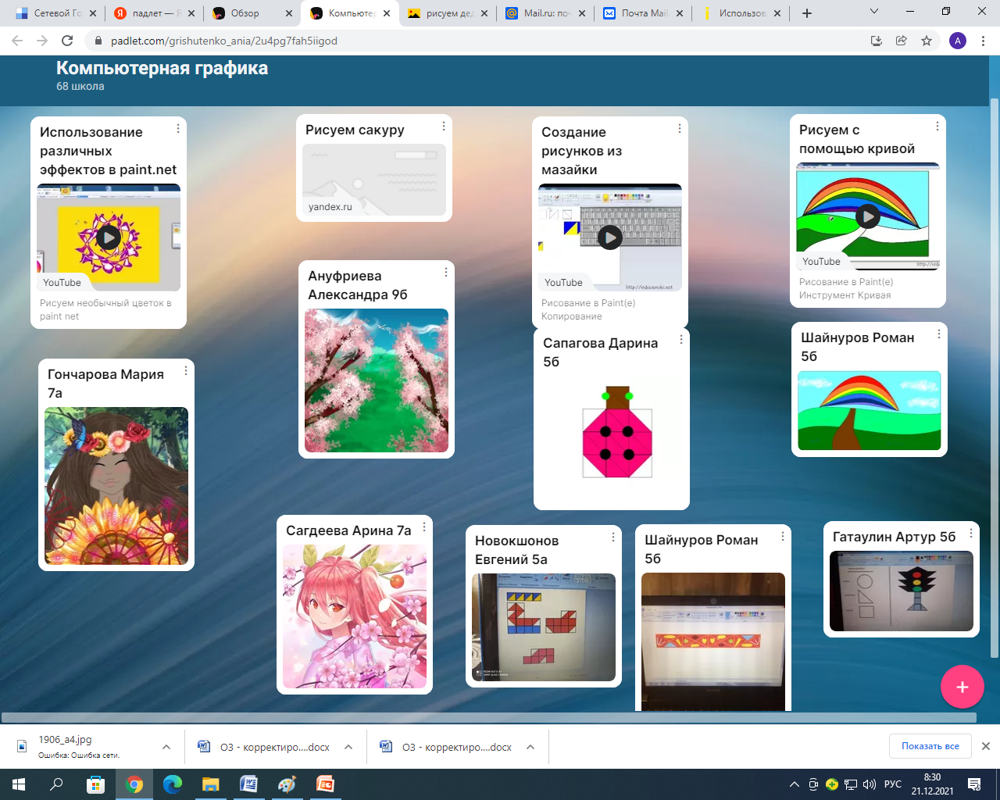 Сетевой Го
падлет — Я
Обзор
Компьютер
рисуем дед
Mail.ru: поч
Почта Mail.
Использов
padlet.com/grishutenko_ania/2u4pg7fah5iigod
A
Компьютерная графика
68 школа
Использование
различных
эффектов в paint.net
YouTube
Рисуем необычный цветок в
paint net
Гончарова Мария
7а
Рисуем сакуру
yandex.ru
Ануфриева
Александра 9б
Сагдеева Арина 7а
Создание
рисунков из
мазайки
YouTube
Рисование в Paint(е)
Копирование
Сапагова Дарина
5б
Новокшонов
Евгений 5а
Шайнуров Роман
5б
Рисуем с
помощью кривой
YouTube
Рисование в Paint(е)
Инструмент Кривая
Шайнуров Роман
5б
Гатаулин Артур 5б
1906_a4.jpg
Ошибка: Ошибка сети.
ОЗ - корректиро....docx
ОЗ - корректиро....docx
Показать все
РУС
8:30
21.12.2021